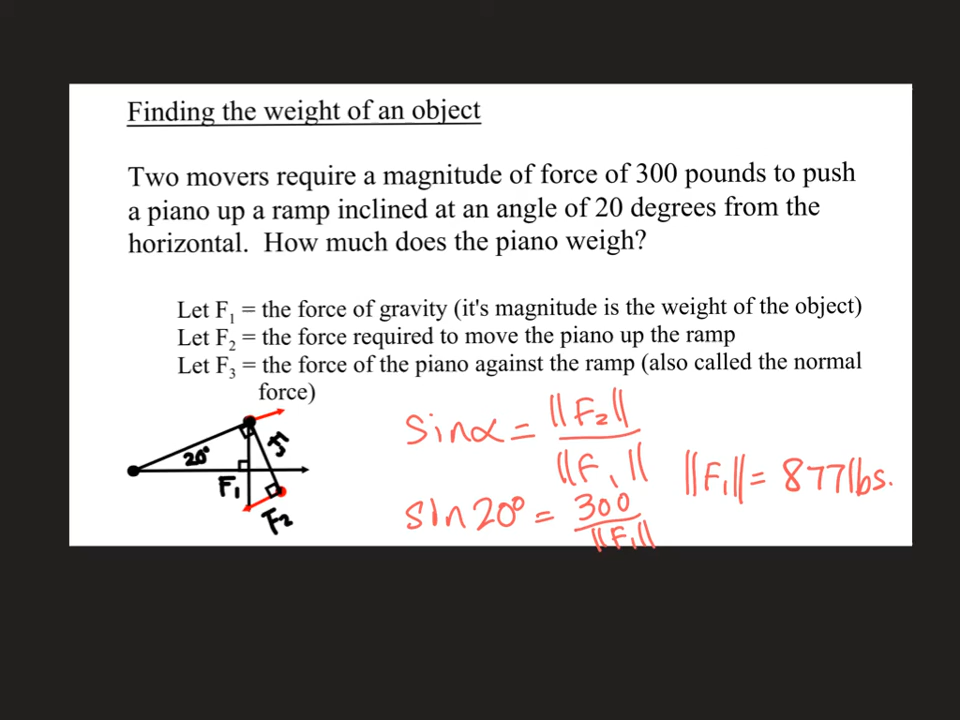 Finding the weight of an object
Two movers require a magnitude of force of 300 pounds to push
a piano up a ramp inclined at an angle of 20 degrees from the
horizontal. How much does the piano weigh?
Let F₁ = the force of gravity (it's magnitude is the weight of the object)
Let F₂ = the force required to move the piano up the ramp
Let F₃ = the force of the piano against the ramp (also called the normal
force)
20°
F₁
F₂
sinα = ||F₂|| / ||F₁||
sin20° = 300 / ||F₁||
||F₁|| = 877lbs.